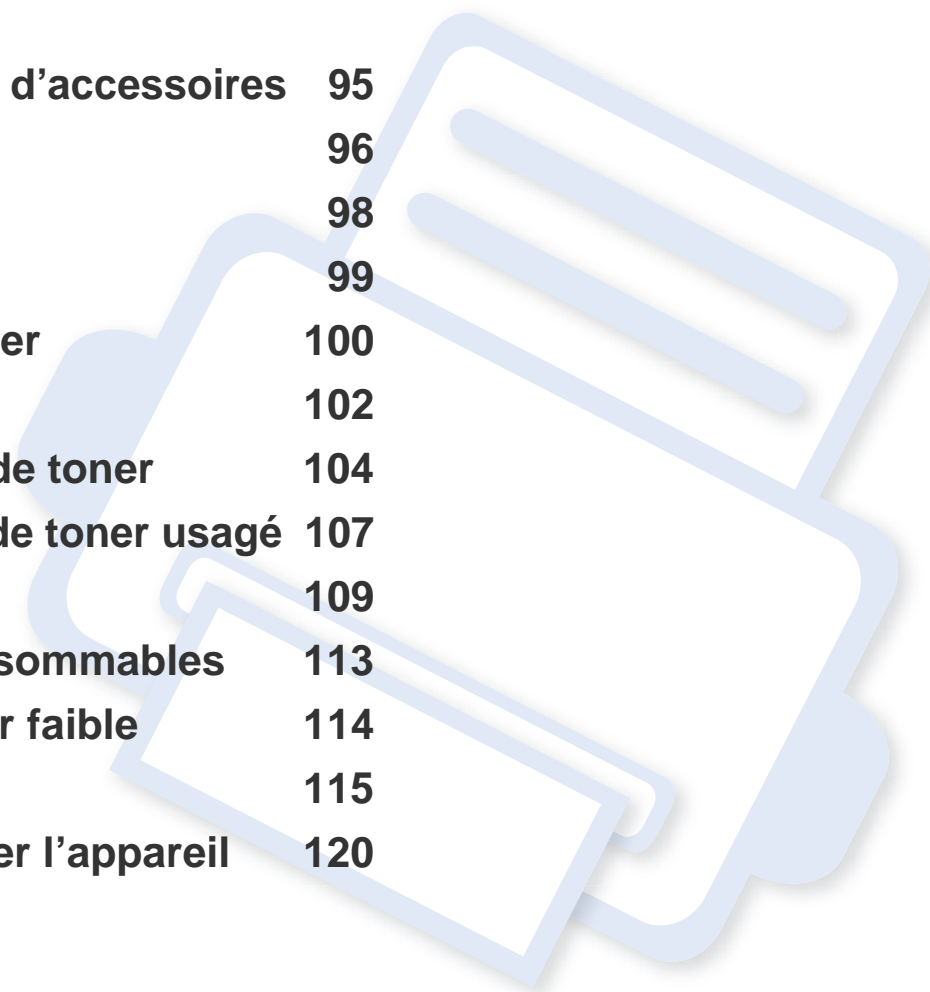 d’accessoires 95
96
98
99
er 100
102
de toner 104
de toner usagé 107
109
sommables 113
r faible 114
115
er l’appareil 120